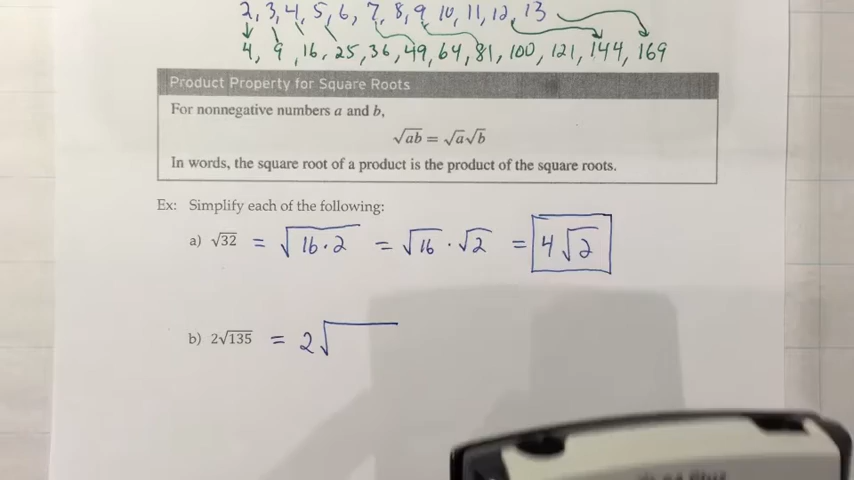 2, 3, 4, 5, 6, 7, 8, 9, 10, 11, 12, 13
4, 9, 16, 25, 36, 49, 64, 81, 100, 121, 144, 169
Product Property for Square Roots
For nonnegative numbers a and b,
√ab = √a√b
In words, the square root of a product is the product of the square roots.
Ex: Simplify each of the following:
a) √32 = √16·2 = √16 · √2 = 4√2
b) 2√135 = 2√